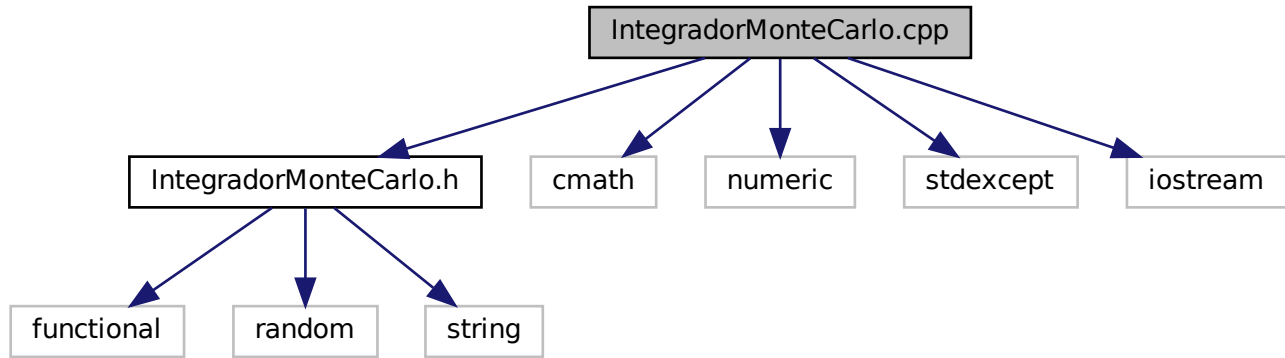 IntegradorMonteCarlo.cpp
IntegradorMonteCarlo.h
cmath
numeric
stdexcept
iostream
functional
random
string